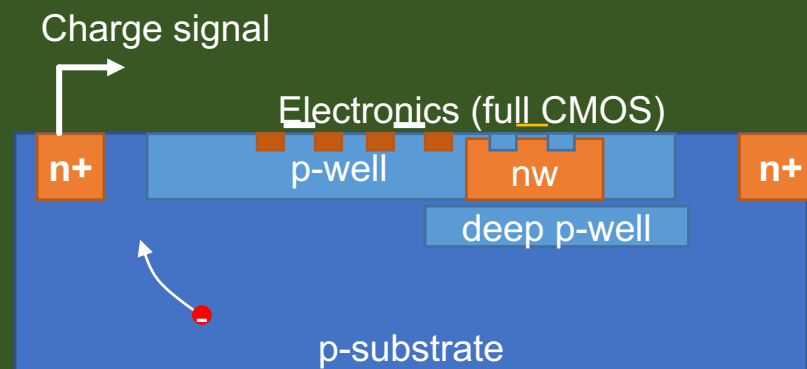 Charge signal
Electronics (full CMOS)
n+
p-well
nw
n+
deep p-well
-
p-substrate